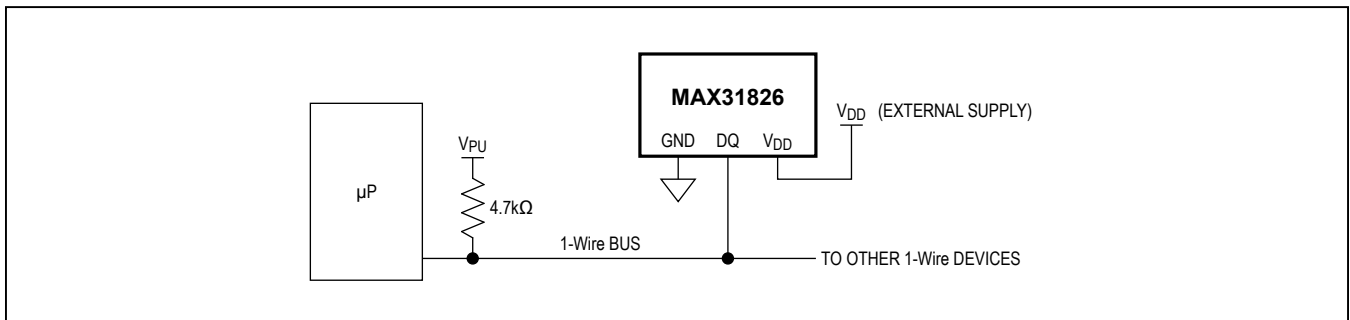 MAX31826
GND DQ VDD
VDD (EXTERNAL SUPPLY)
VPU
µP
4.7kΩ
1-Wire BUS
TO OTHER 1-Wire DEVICES